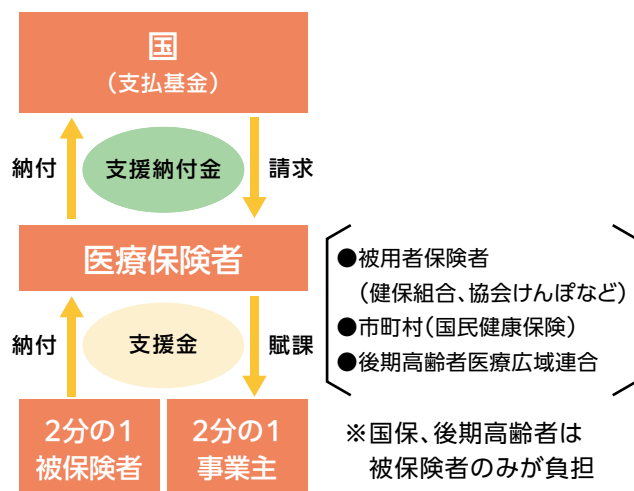 国
(支払基金)
納付
支援納付金
請求
医療保険者
●被用者保険者
(健保組合、協会けんぽなど)
●市町村(国民健康保険)
●後期高齢者医療広域連合
納付
支援金
賦課
2分の1
被保険者
2分の1
事業主
※国保、後期高齢者は
被保険者のみが負担